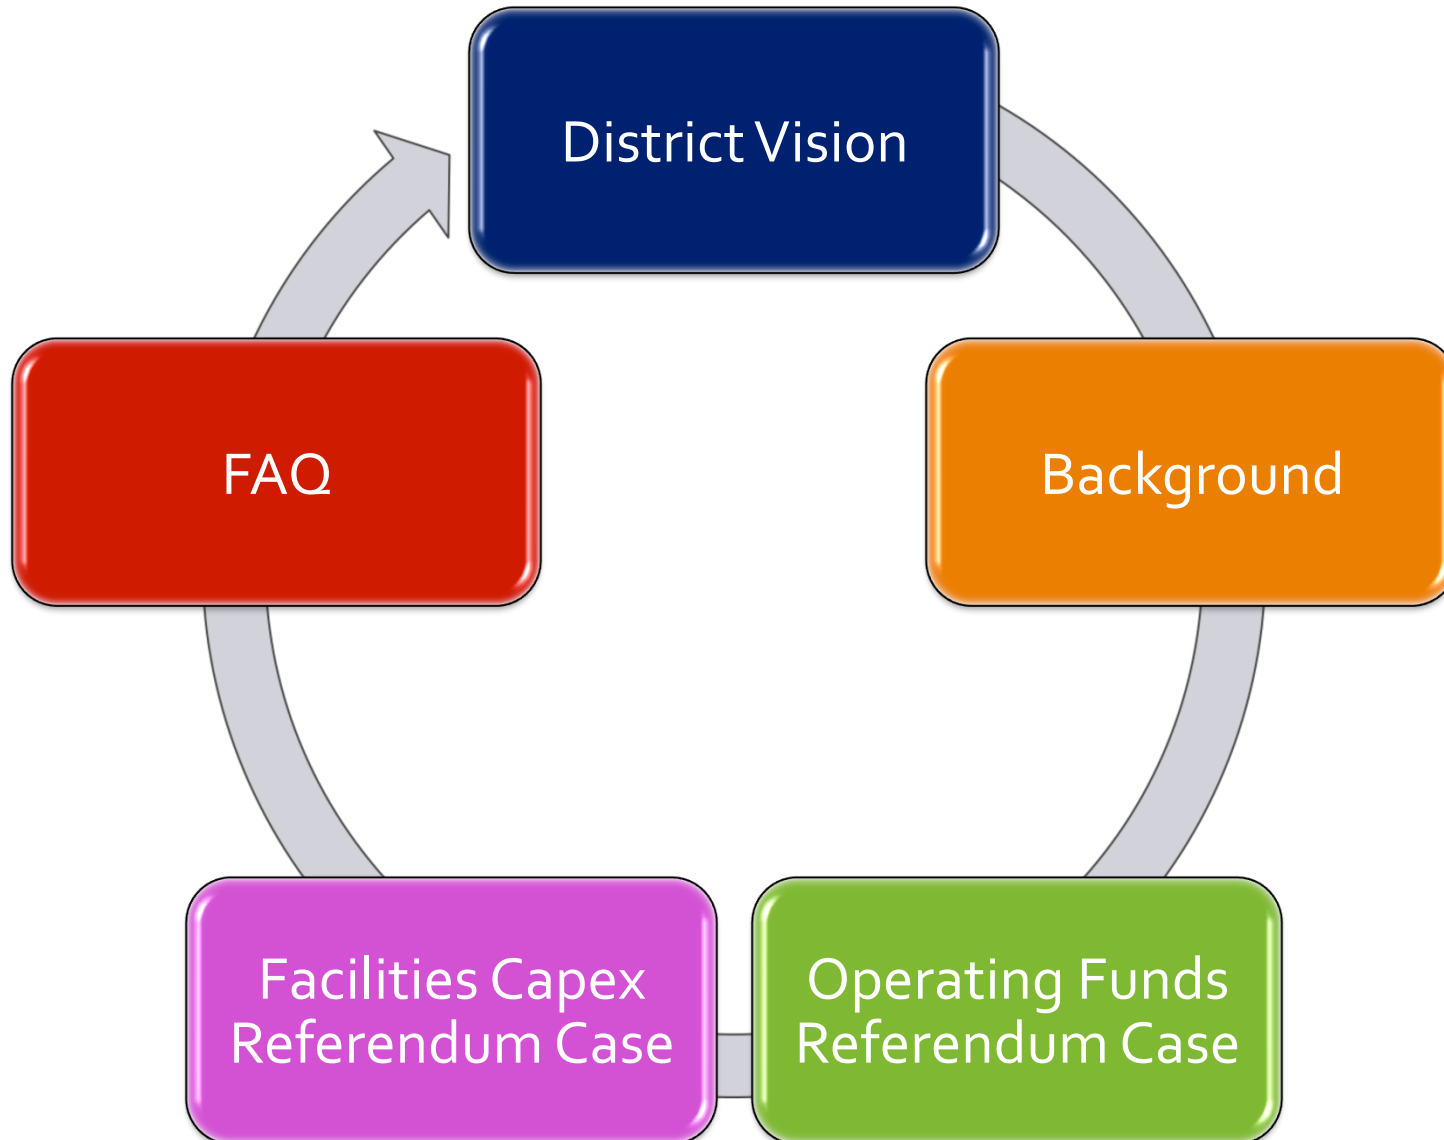 District Vision
Background
Operating Funds
Referendum Case
Facilities Capex
Referendum Case
FAQ